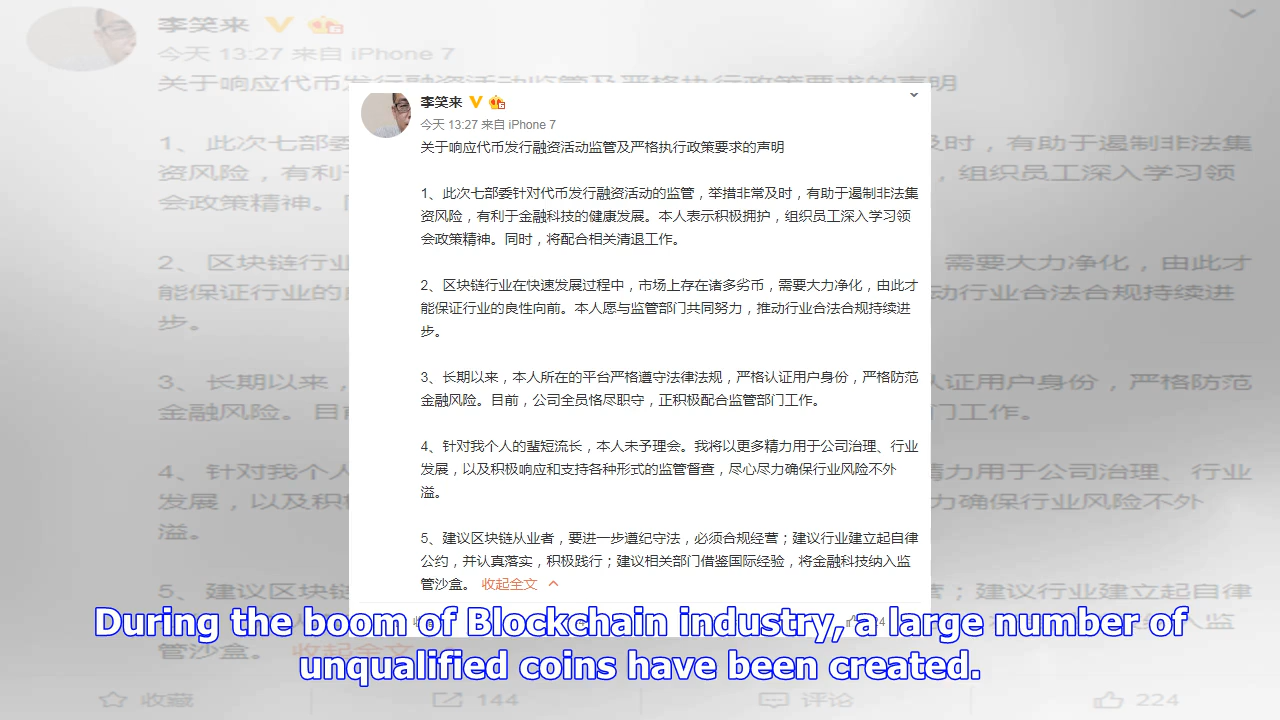 李笑来
今天 13:27 来自 iPhone 7
关于响应代币发行融资活动监管及严格执行政策要求的声明
1、此次七部委针对代币发行融资活动的监管，举措非常及时，有助于遏制非法集
资风险，有利于金融科技的健康发展。本人表示积极拥护，组织员工深入学习领
会政策精神。同时，将配合相关清退工作。
2、区块链行业在快速发展过程中，市场上存在诸多劣币，需要大力净化，由此才
能保证行业的良性向前。本人愿与监管部门共同努力，推动行业合法合规持续进
步。
3、长期以来，本人所在的平台严格遵守法律法规，严格认证用户身份，严格防范
金融风险。目前，公司全员恪尽职守，正积极配合监管部门工作。
4、针对我个人的蜚短流长，本人未予理会。我将以更多精力用于公司治理、行业
发展，以及积极响应和支持各种形式的监管督查，尽心尽力确保行业风险不外
溢。
5、建议区块链从业者，要进一步遵纪守法，必须合规经营；建议行业建立起自律
公约，并认真落实，积极践行；建议相关部门借鉴国际经验，将金融科技纳入监
管沙盒。 收起全文
During the boom of Blockchain industry, a large number of
unqualified coins have been created.
收藏 144 评论 224